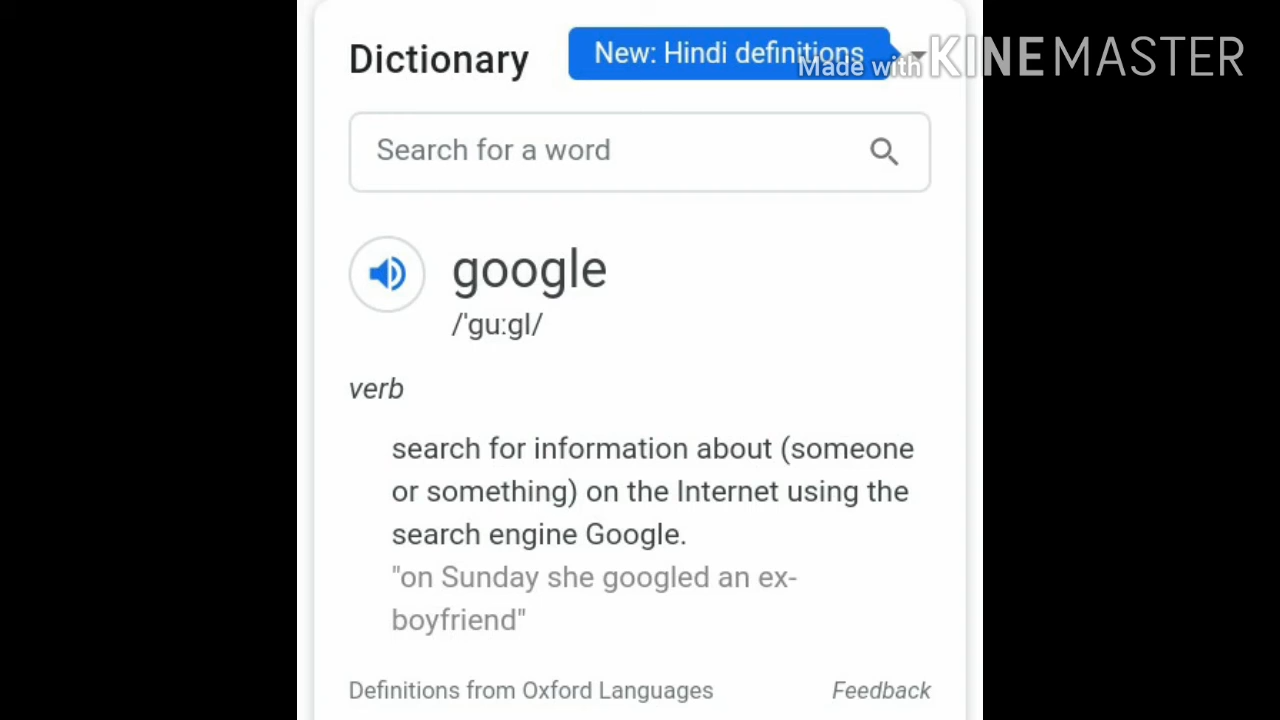 Dictionary
New: Hindi definitions
Made with KINEMASTER
Search for a word
google
/ˈɡuːɡl/
verb
search for information about (someone
or something) on the Internet using the
search engine Google.
"on Sunday she googled an ex-
boyfriend"
Definitions from Oxford Languages
Feedback